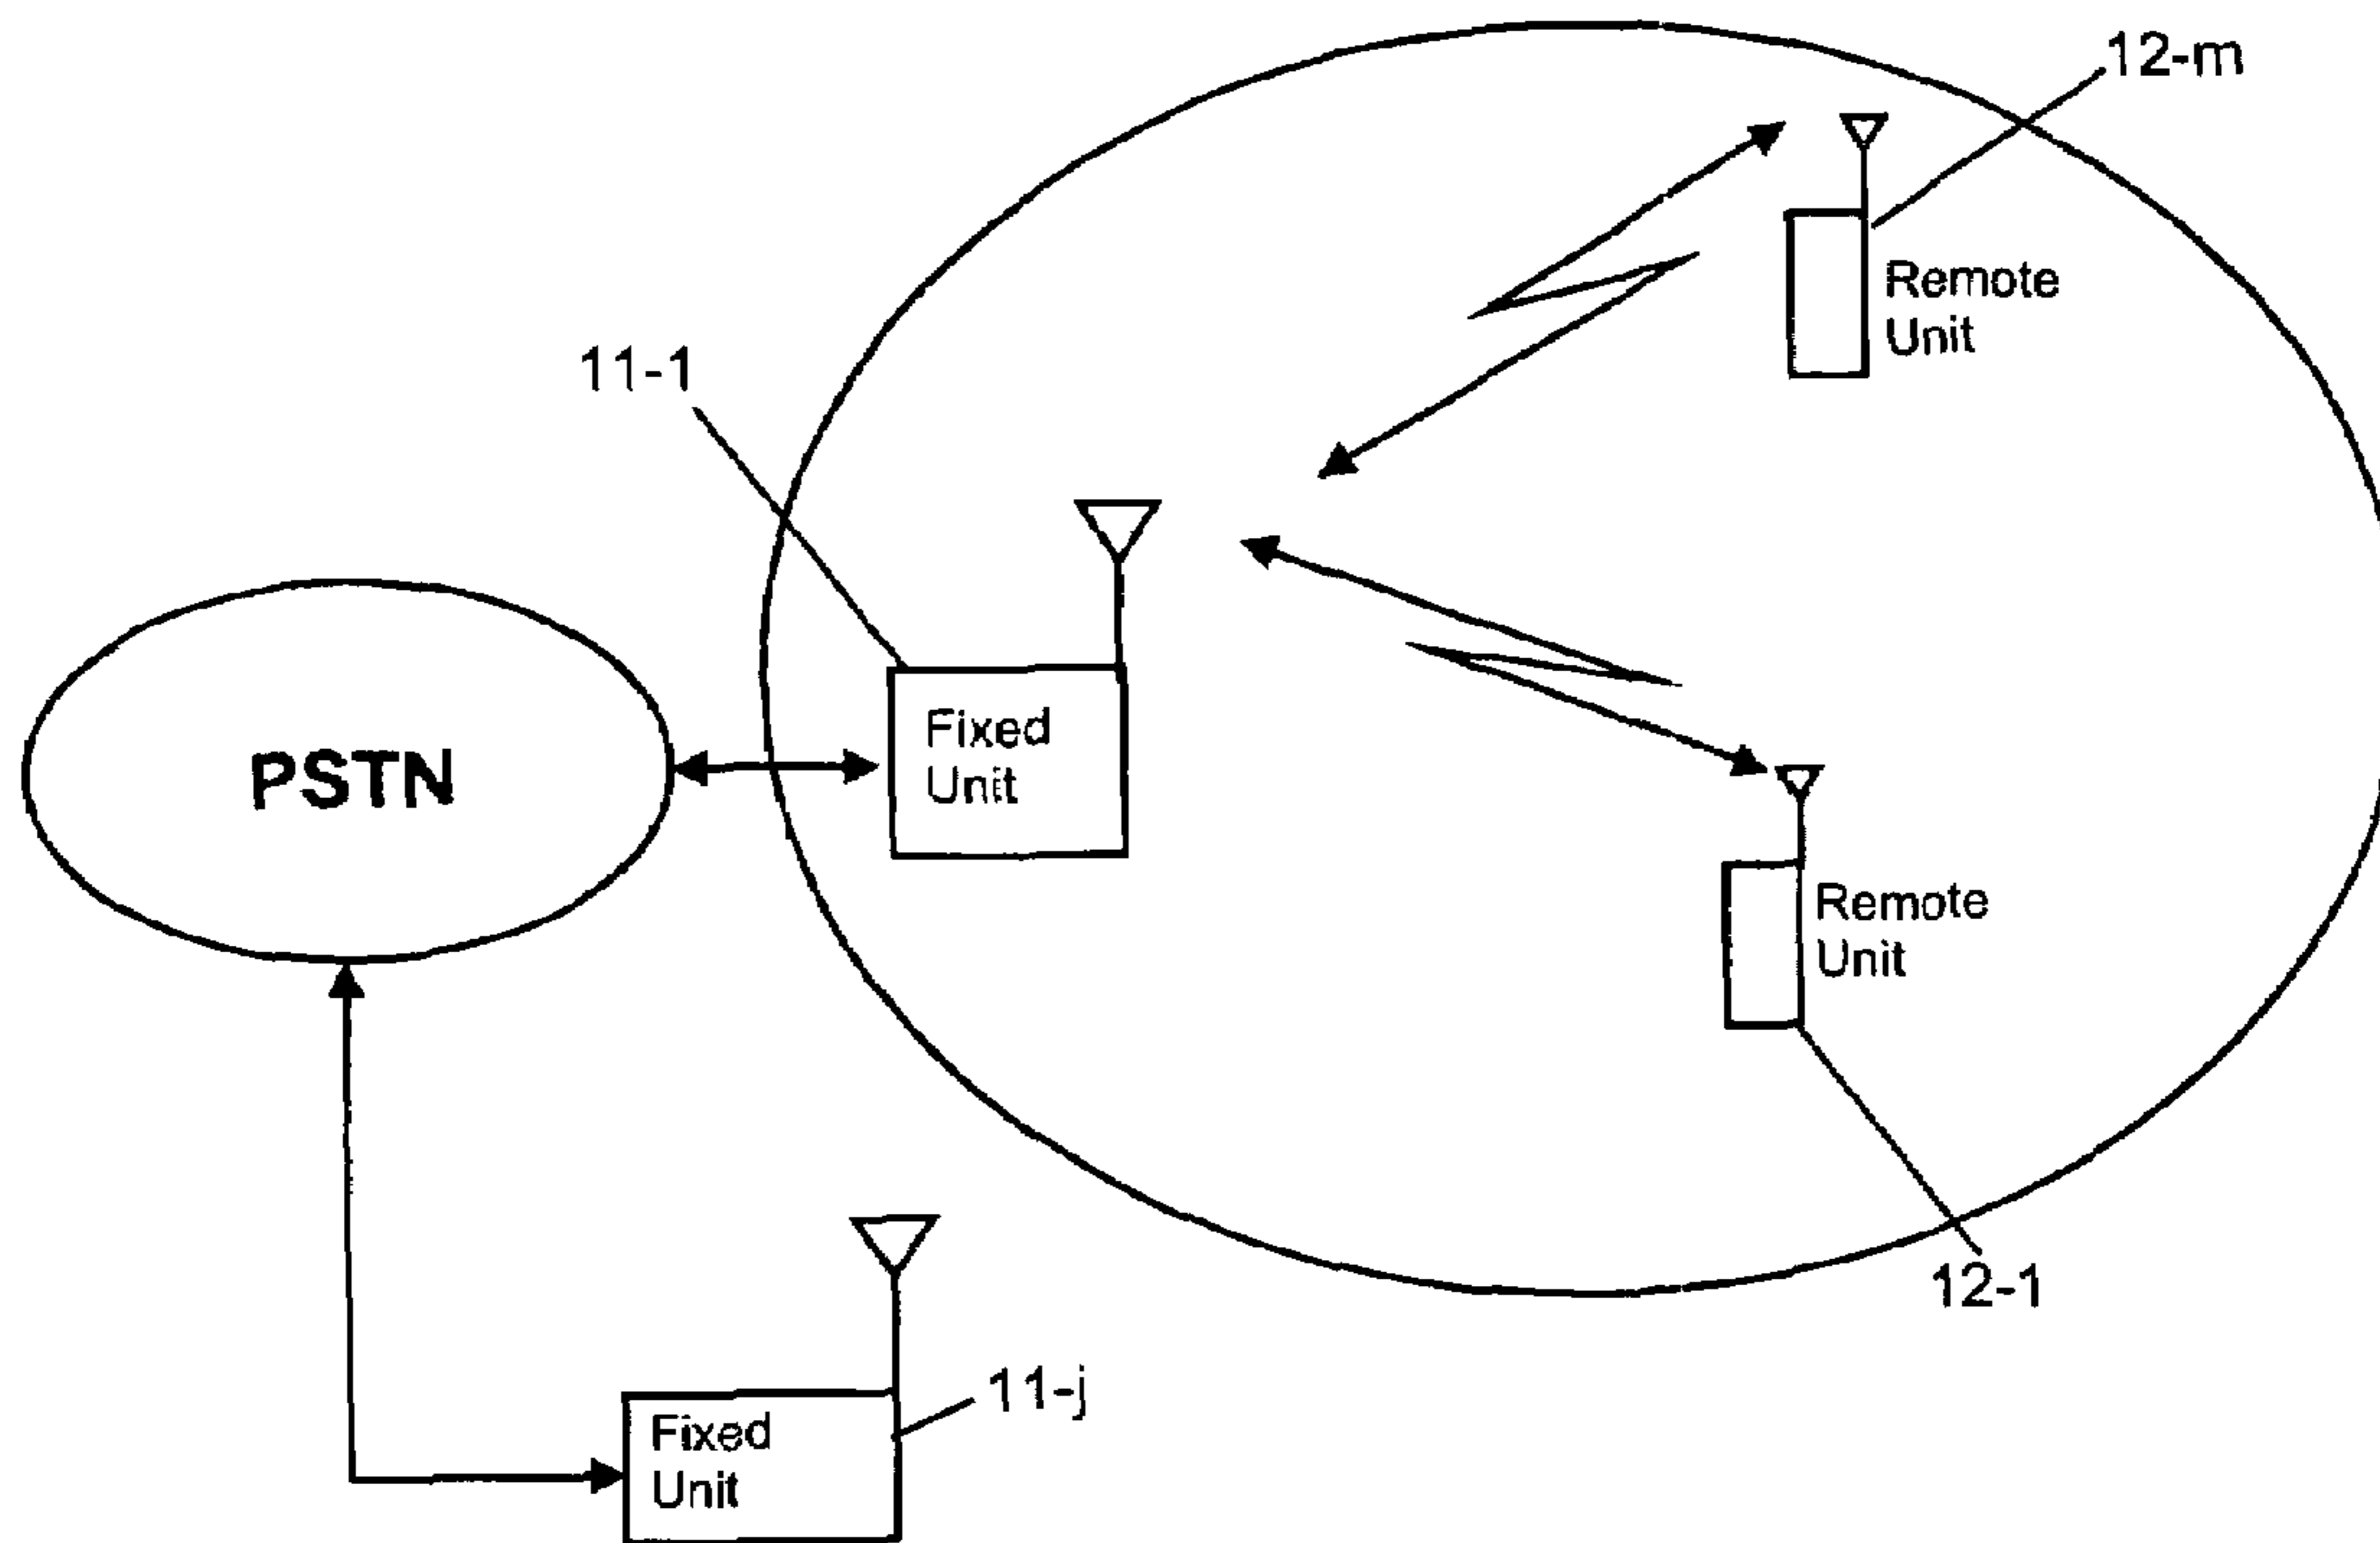 12-m
Remote
Unit
11-1
Fixed
Unit
PSTN
Remote
Unit
12-1
11-j
Fixed
Unit